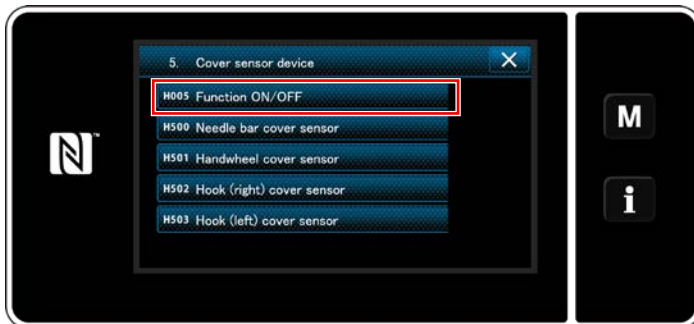 5. Cover sensor device
H005 Function ON/OFF
H500 Needle bar cover sensor
H501 Handwheel cover sensor
H502 Hook (right) cover sensor
H503 Hook (left) cover sensor
N™
M
i